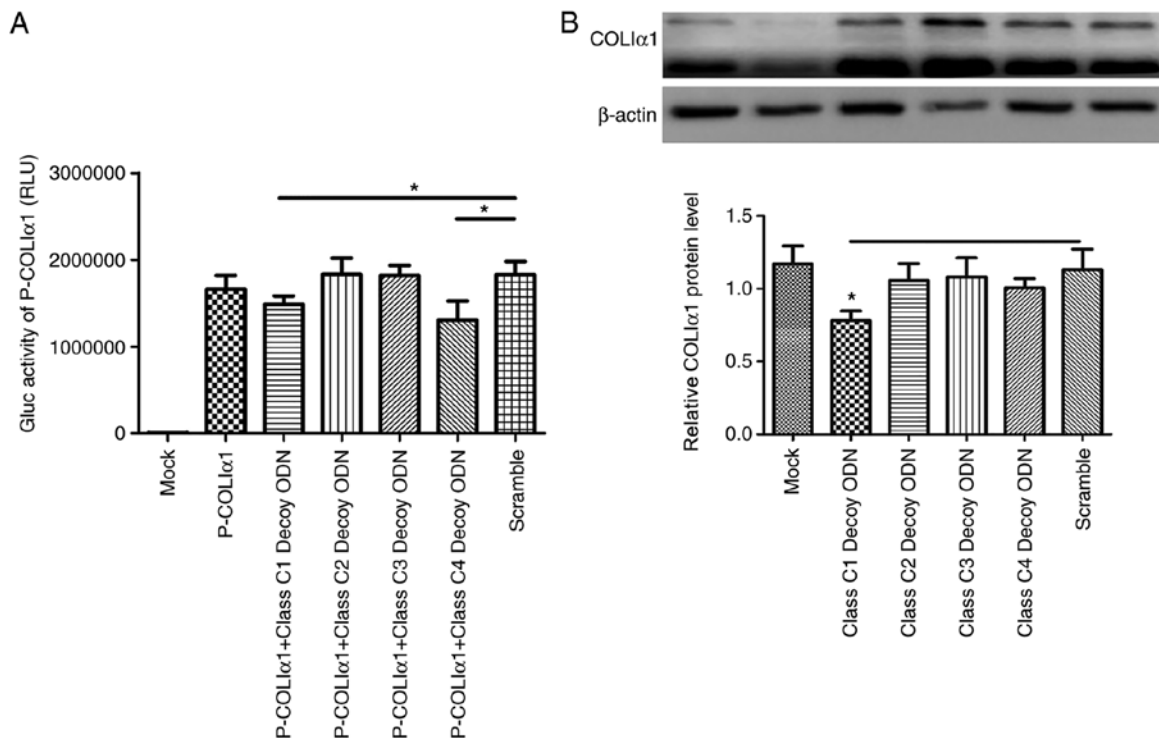 A
Gluc activity of P-COLIα1 (RLU)
3000000
2000000
1000000
0
*
*
Mock
P-COLIα1
P-COLIα1+Class C1 Decoy ODN
P-COLIα1+Class C2 Decoy ODN
P-COLIα1+Class C3 Decoy ODN
P-COLIα1+Class C4 Decoy ODN
Scramble
B
COLIα1
β-actin
Relative COLIα1 protein level
1.5
1.0
0.5
0.0
*
Mock
Class C1 Decoy ODN
Class C2 Decoy ODN
Class C3 Decoy ODN
Class C4 Decoy ODN
Scramble